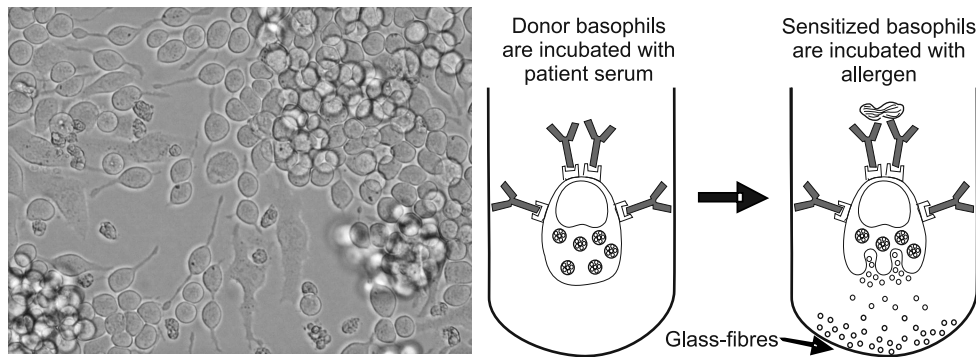 Donor basophils
are incubated with
patient serum
Sensitized basophils
are incubated with
allergen
Glass-fibres